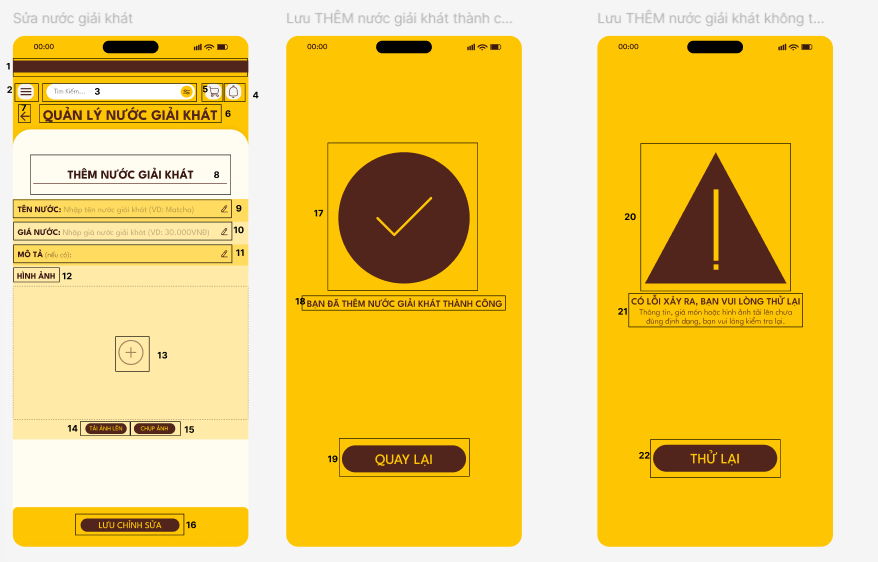 Sửa nước giải khát
00:00
1
2
Tìm Kiếm...
3
5
4
7
QUẢN LÝ NƯỚC GIẢI KHÁT
6
THÊM NƯỚC GIẢI KHÁT
8
TÊN NƯỚC: Nhập tên nước giải khát (VD: Matcha)
9
GIÁ NƯỚC: Nhập giá nước giải khát (VD: 30.000VNĐ)
10
MÔ TẢ (nếu có):
11
HÌNH ẢNH
12
13
14
TẢI ẢNH LÊN
CHỤP ẢNH
15
LƯU CHỈNH SỬA
16
Lưu THÊM nước giải khát thành c...
00:00
17
18
BẠN ĐÃ THÊM NƯỚC GIẢI KHÁT THÀNH CÔNG
19
QUAY LẠI
Lưu THÊM nước giải khát không t...
00:00
20
CÓ LỖI XẢY RA, BẠN VUI LÒNG THỬ LẠI
21
Thông tin, giá món hoặc hình ảnh tải lên chưa
đúng định dạng, bạn vui lòng kiểm tra lại.
22
THỬ LẠI